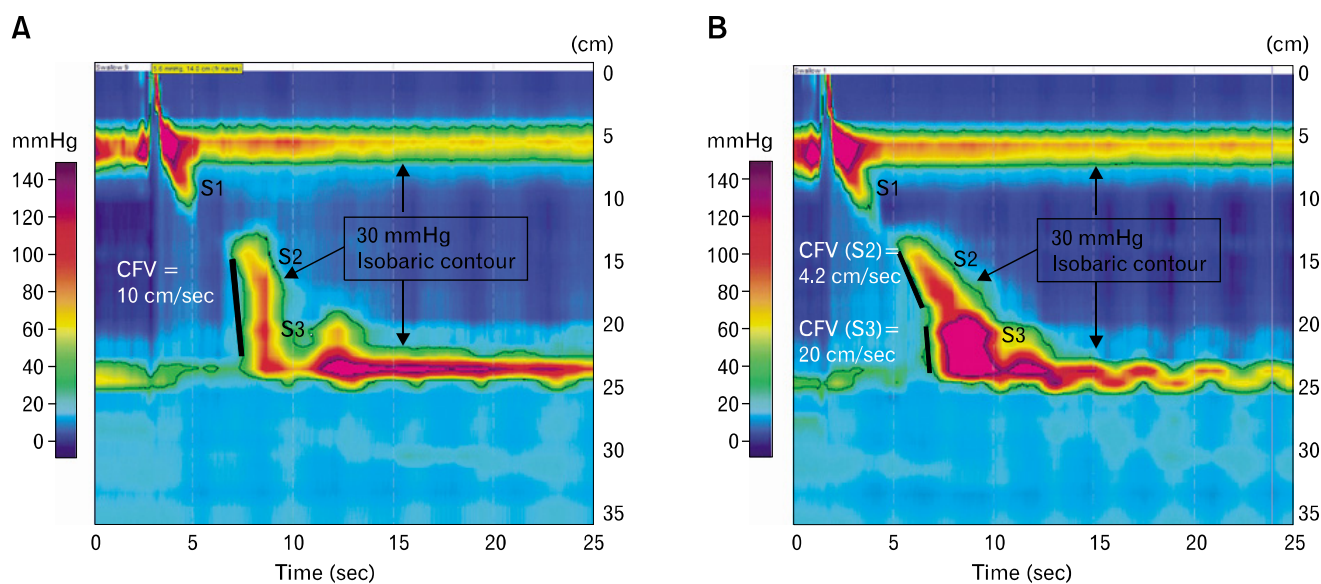 A
(cm)
Swallow 9
0
5
10
15
20
25
30
35
mmHg
140
120
100
80
60
40
20
0
S1
S2
S3
30 mmHg
Isobaric contour
CFV =
10 cm/sec
0 5 10 15 20 25
Time (sec)
B
(cm)
Swallow 1
0
5
10
15
20
25
30
35
mmHg
140
120
100
80
60
40
20
0
S1
S2
S3
30 mmHg
Isobaric contour
CFV (S2)=
4.2 cm/sec
CFV (S3)=
20 cm/sec
0 5 10 15 20 25
Time (sec)